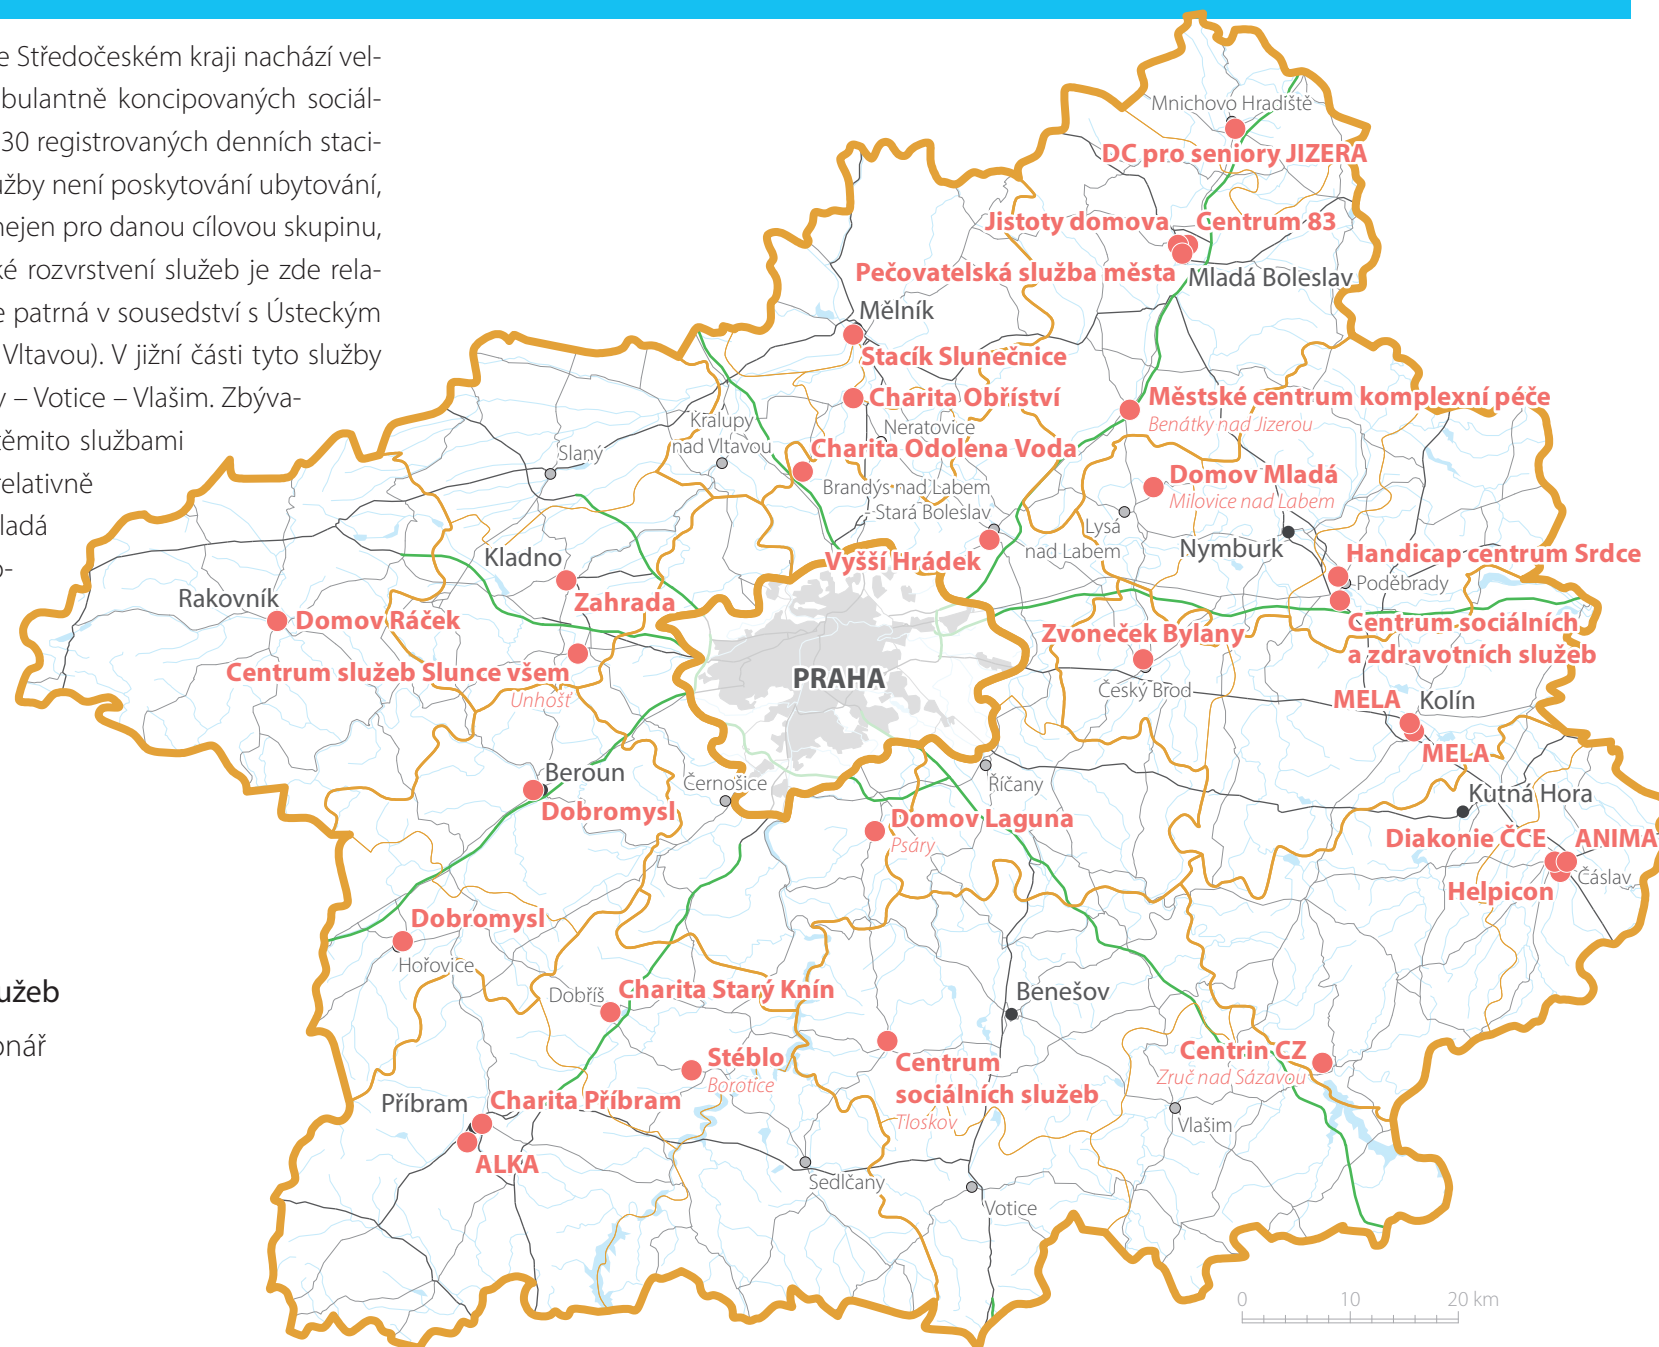 e Středočeském kraji nachází vel-
bulantně koncipovaných sociál-
30 registrovaných denních staci-
užby není poskytování ubytování,
nejen pro danou cílovou skupinu,
ké rozvrstvení služeb je zde rela-
e patrná v sousedství s Ústeckým
Vltavou). V jižní části tyto služby
y – Votice – Vlašim. Zbýva-
těmito službami
relativně
ladá
o-
užeb
onář
Mnichovo Hradiště
DC pro seniory JIZERA
Jistoty domova
Centrum 83
Pečovatelská služba města
Mladá Boleslav
Mělník
Stacík Slunečnice
Charita Obříství
Městské centrum komplexní péče
Benátky nad Jizerou
Kralupy
nad Vltavou
Neratovice
Charita Odolena Voda
Slaný
Domov Mladá
Milovice nad Labem
Brandýs nad Labem
-Stará Boleslav
Lysá
nad Labem
Nymburk
Vyšší Hrádek
Handicap centrum Srdce
Poděbrady
Kladno
Zahrada
Rakovník
Domov Ráček
Centrum sociálních
a zdravotních služeb
Zvoneček Bylany
Český Brod
Centrum služeb Slunce všem
Unhošť
PRAHA
MELA
Kolín
MELA
Beroun
Dobromysl
Černošice
Říčany
Kutná Hora
Domov Laguna
Psáry
Diakonie ČCE
ANIMA
Čáslav
Helpicon
Dobromysl
Hořovice
Dobříš
Charita Starý Knín
Benešov
Stéblo
Borotice
Centrum
sociálních služeb
Tloskov
Centrin CZ
Zruč nad Sázavou
Vlašim
Příbram
Charita Příbram
ALKA
Sedlčany
Votice
0 10 20 km